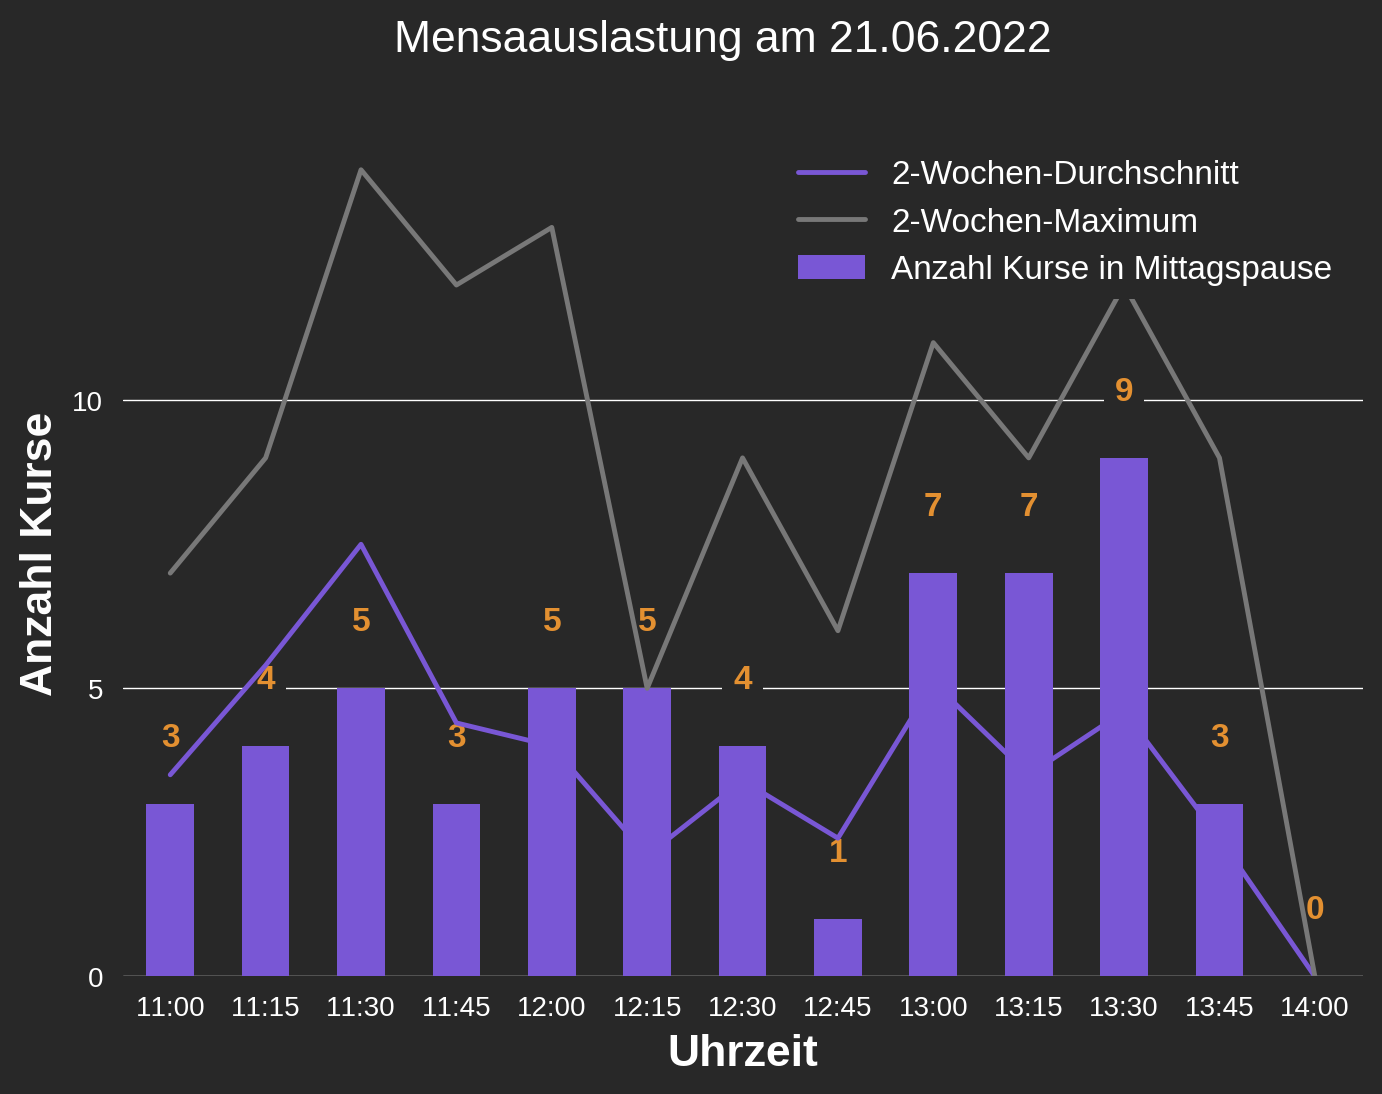 Mensaauslastung am 21.06.2022
2-Wochen-Durchschnitt
2-Wochen-Maximum
Anzahl Kurse in Mittagspause
Anzahl Kurse
10
5
0
3
4
5
3
5
5
4
1
7
7
9
3
0
11:00 11:15 11:30 11:45 12:00 12:15 12:30 12:45 13:00 13:15 13:30 13:45 14:00
Uhrzeit